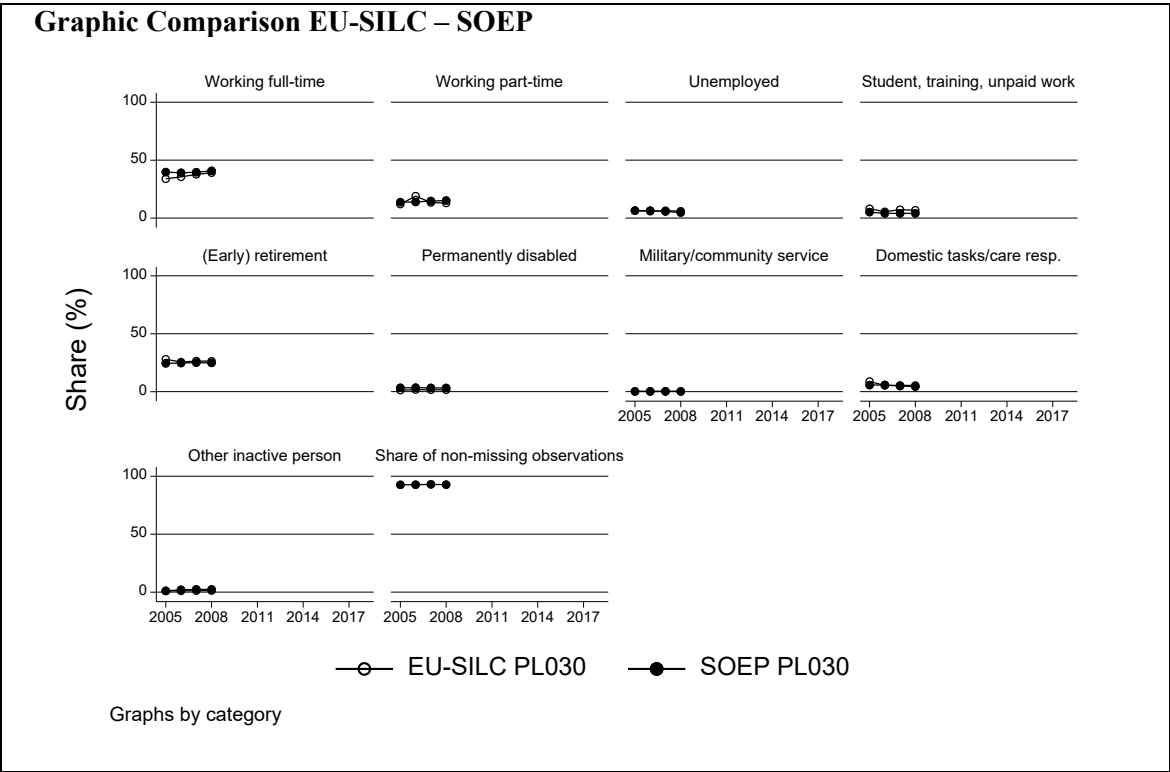 Graphic Comparison EU-SILC – SOEP
Working full-time Working part-time Unemployed Student, training, unpaid work
100
50
0
(Early) retirement Permanently disabled Military/community service Domestic tasks/care resp.
100
50
0
2005 2008 2011 2014 2017 2005 2008 2011 2014 2017
Share (%)
Other inactive person Share of non-missing observations
100
50
0
2005 2008 2011 2014 2017 2005 2008 2011 2014 2017
EU-SILC PL030 SOEP PL030
Graphs by category